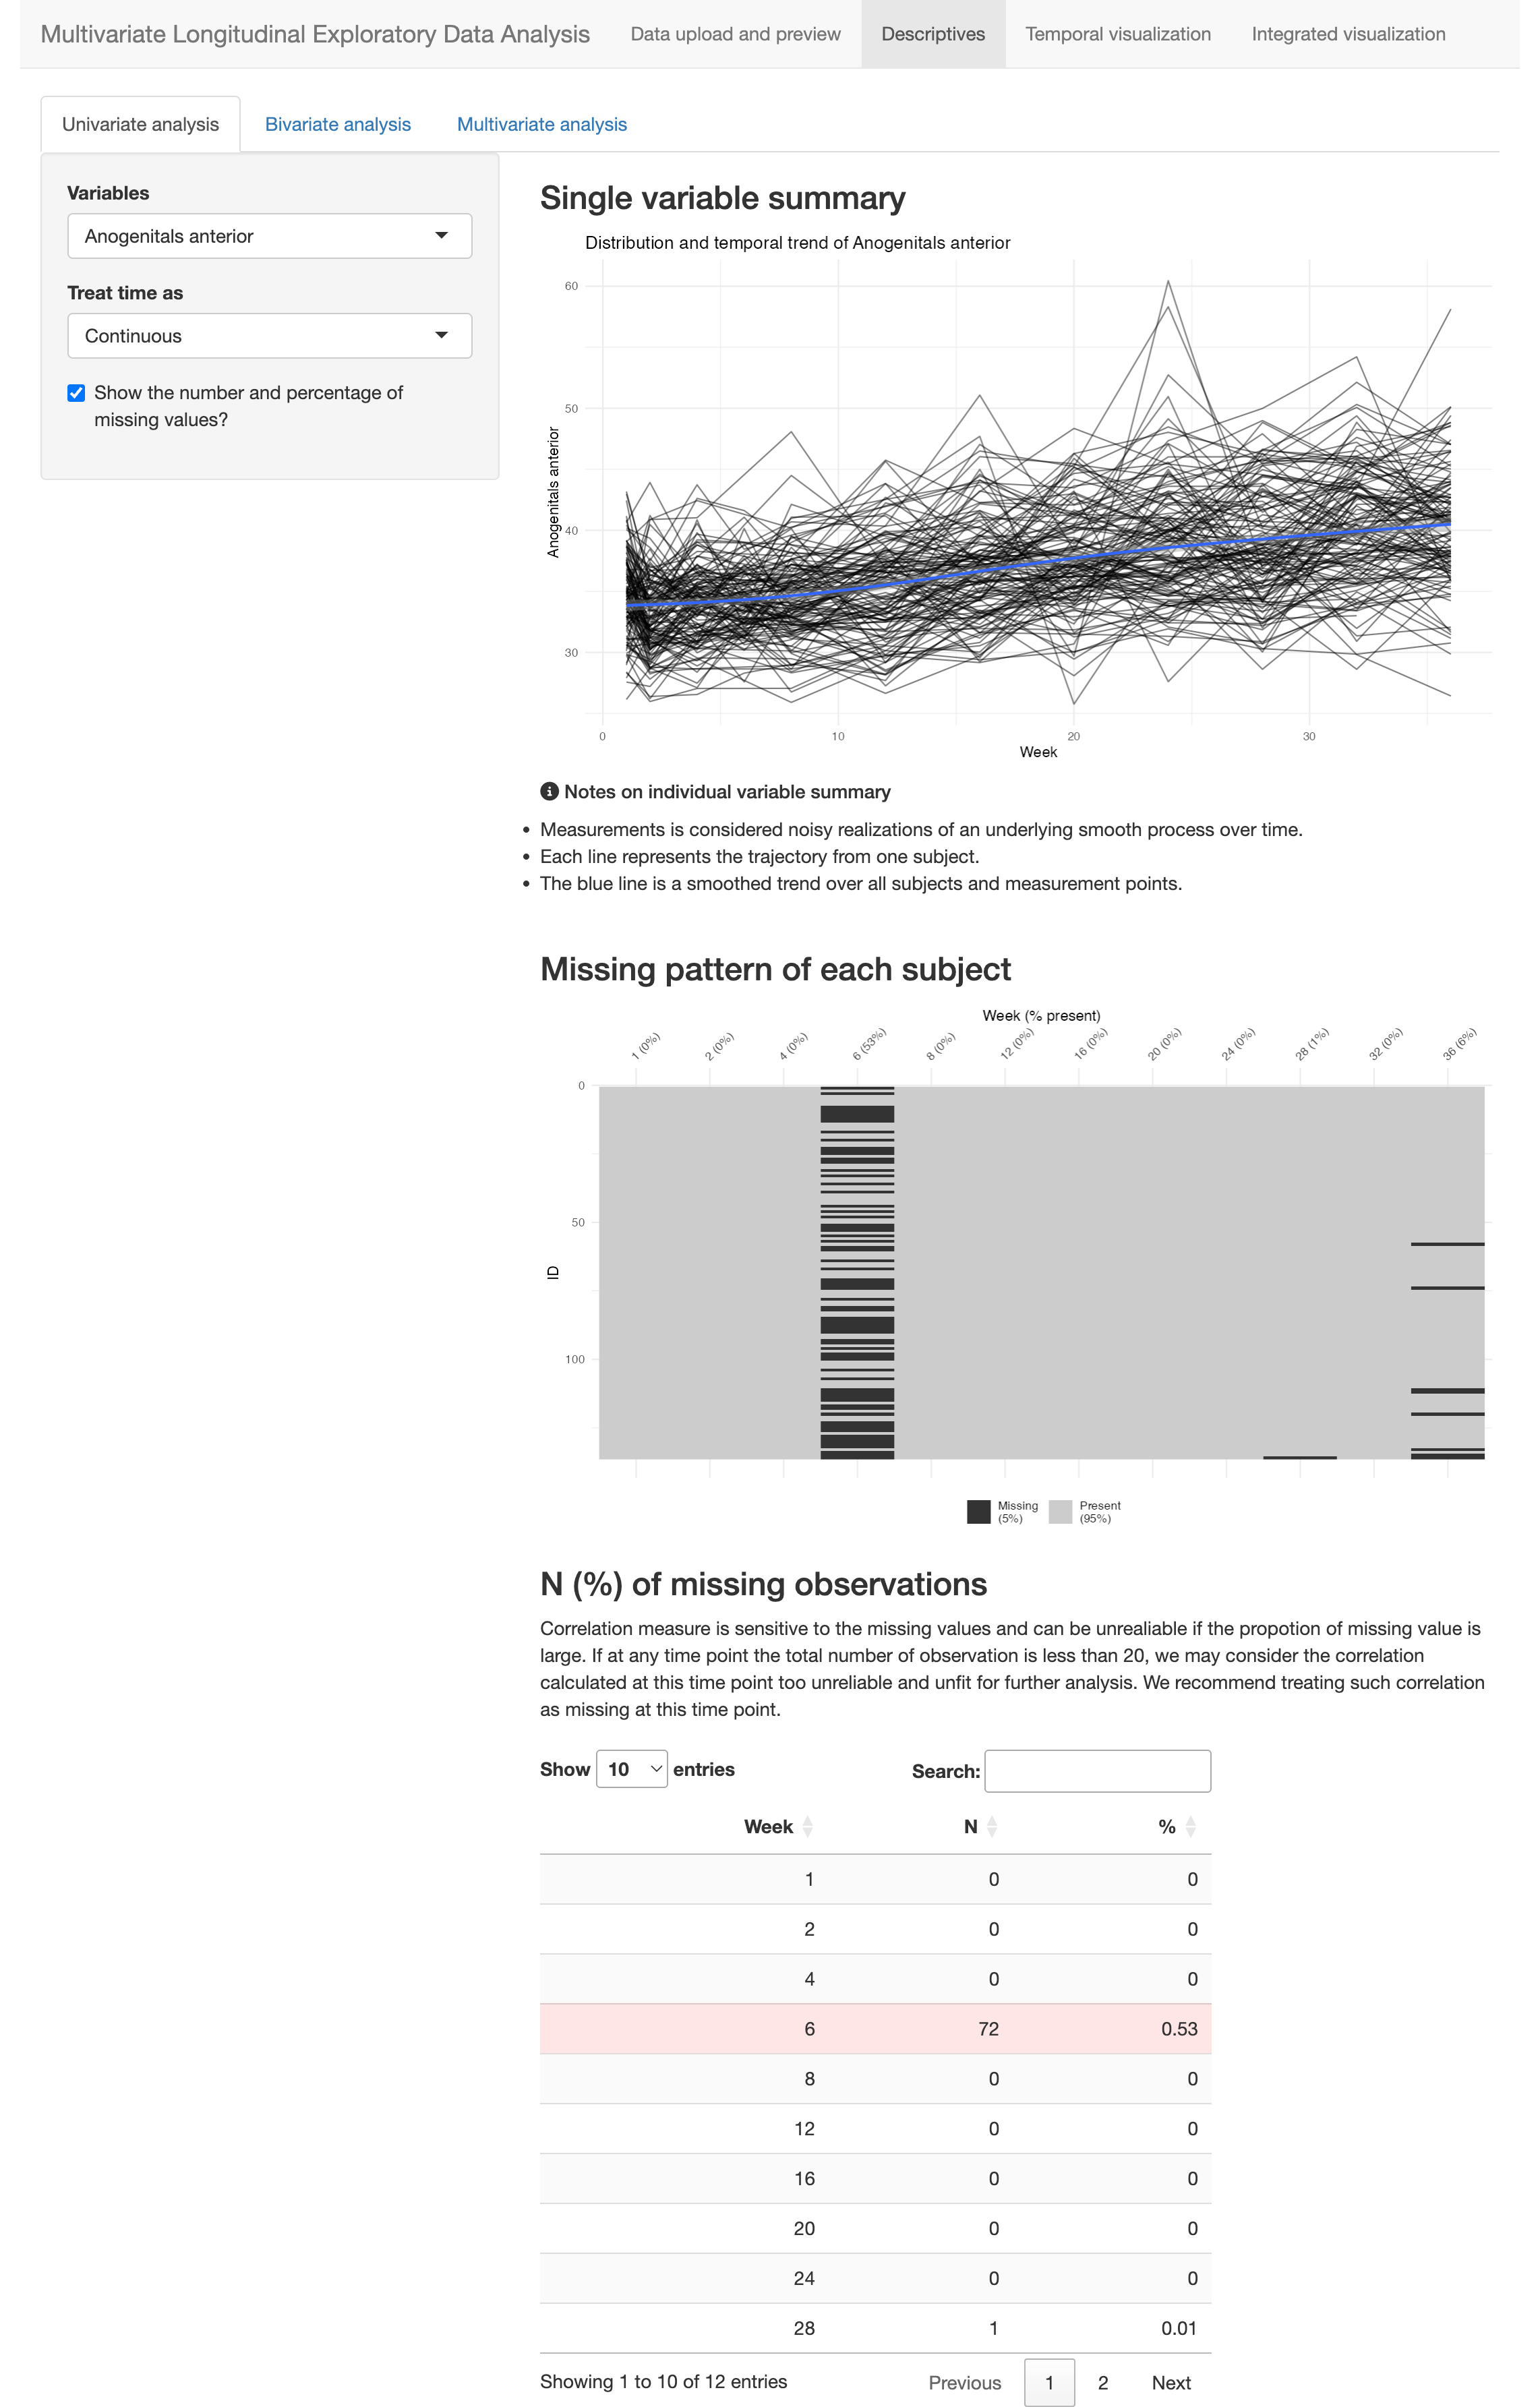 Multivariate Longitudinal Exploratory Data Analysis Data upload and preview Descriptives Temporal visualization Integrated visualization
Univariate analysis Bivariate analysis Multivariate analysis
Variables
Anogenitals anterior
Treat time as
Continuous
Show the number and percentage of
missing values?
Single variable summary
Distribution and temporal trend of Anogenitals anterior
60
50
40
30
Anogenitals anterior
0 10 20 30
Week
Notes on individual variable summary
• Measurements is considered noisy realizations of an underlying smooth process over time.
• Each line represents the trajectory from one subject.
• The blue line is a smoothed trend over all subjects and measurement points.
Missing pattern of each subject
Week (% present)
1 (0%) 2 (0%) 4 (0%) 6 (53%) 8 (0%) 12 (0%) 16 (0%) 20 (0%) 24 (0%) 28 (1%) 32 (0%) 36 (6%)
0
50
100
ID
Missing Present
(5%) (95%)
N (%) of missing observations
Correlation measure is sensitive to the missing values and can be unrealiable if the propotion of missing value is
large. If at any time point the total number of observation is less than 20, we may consider the correlation
calculated at this time point too unreliable and unfit for further analysis. We recommend treating such correlation
as missing at this time point.
Show 10 entries Search:
Week N %
1 0 0
2 0 0
4 0 0
6 72 0.53
8 0 0
12 0 0
16 0 0
20 0 0
24 0 0
28 1 0.01
Showing 1 to 10 of 12 entries Previous 1 2 Next